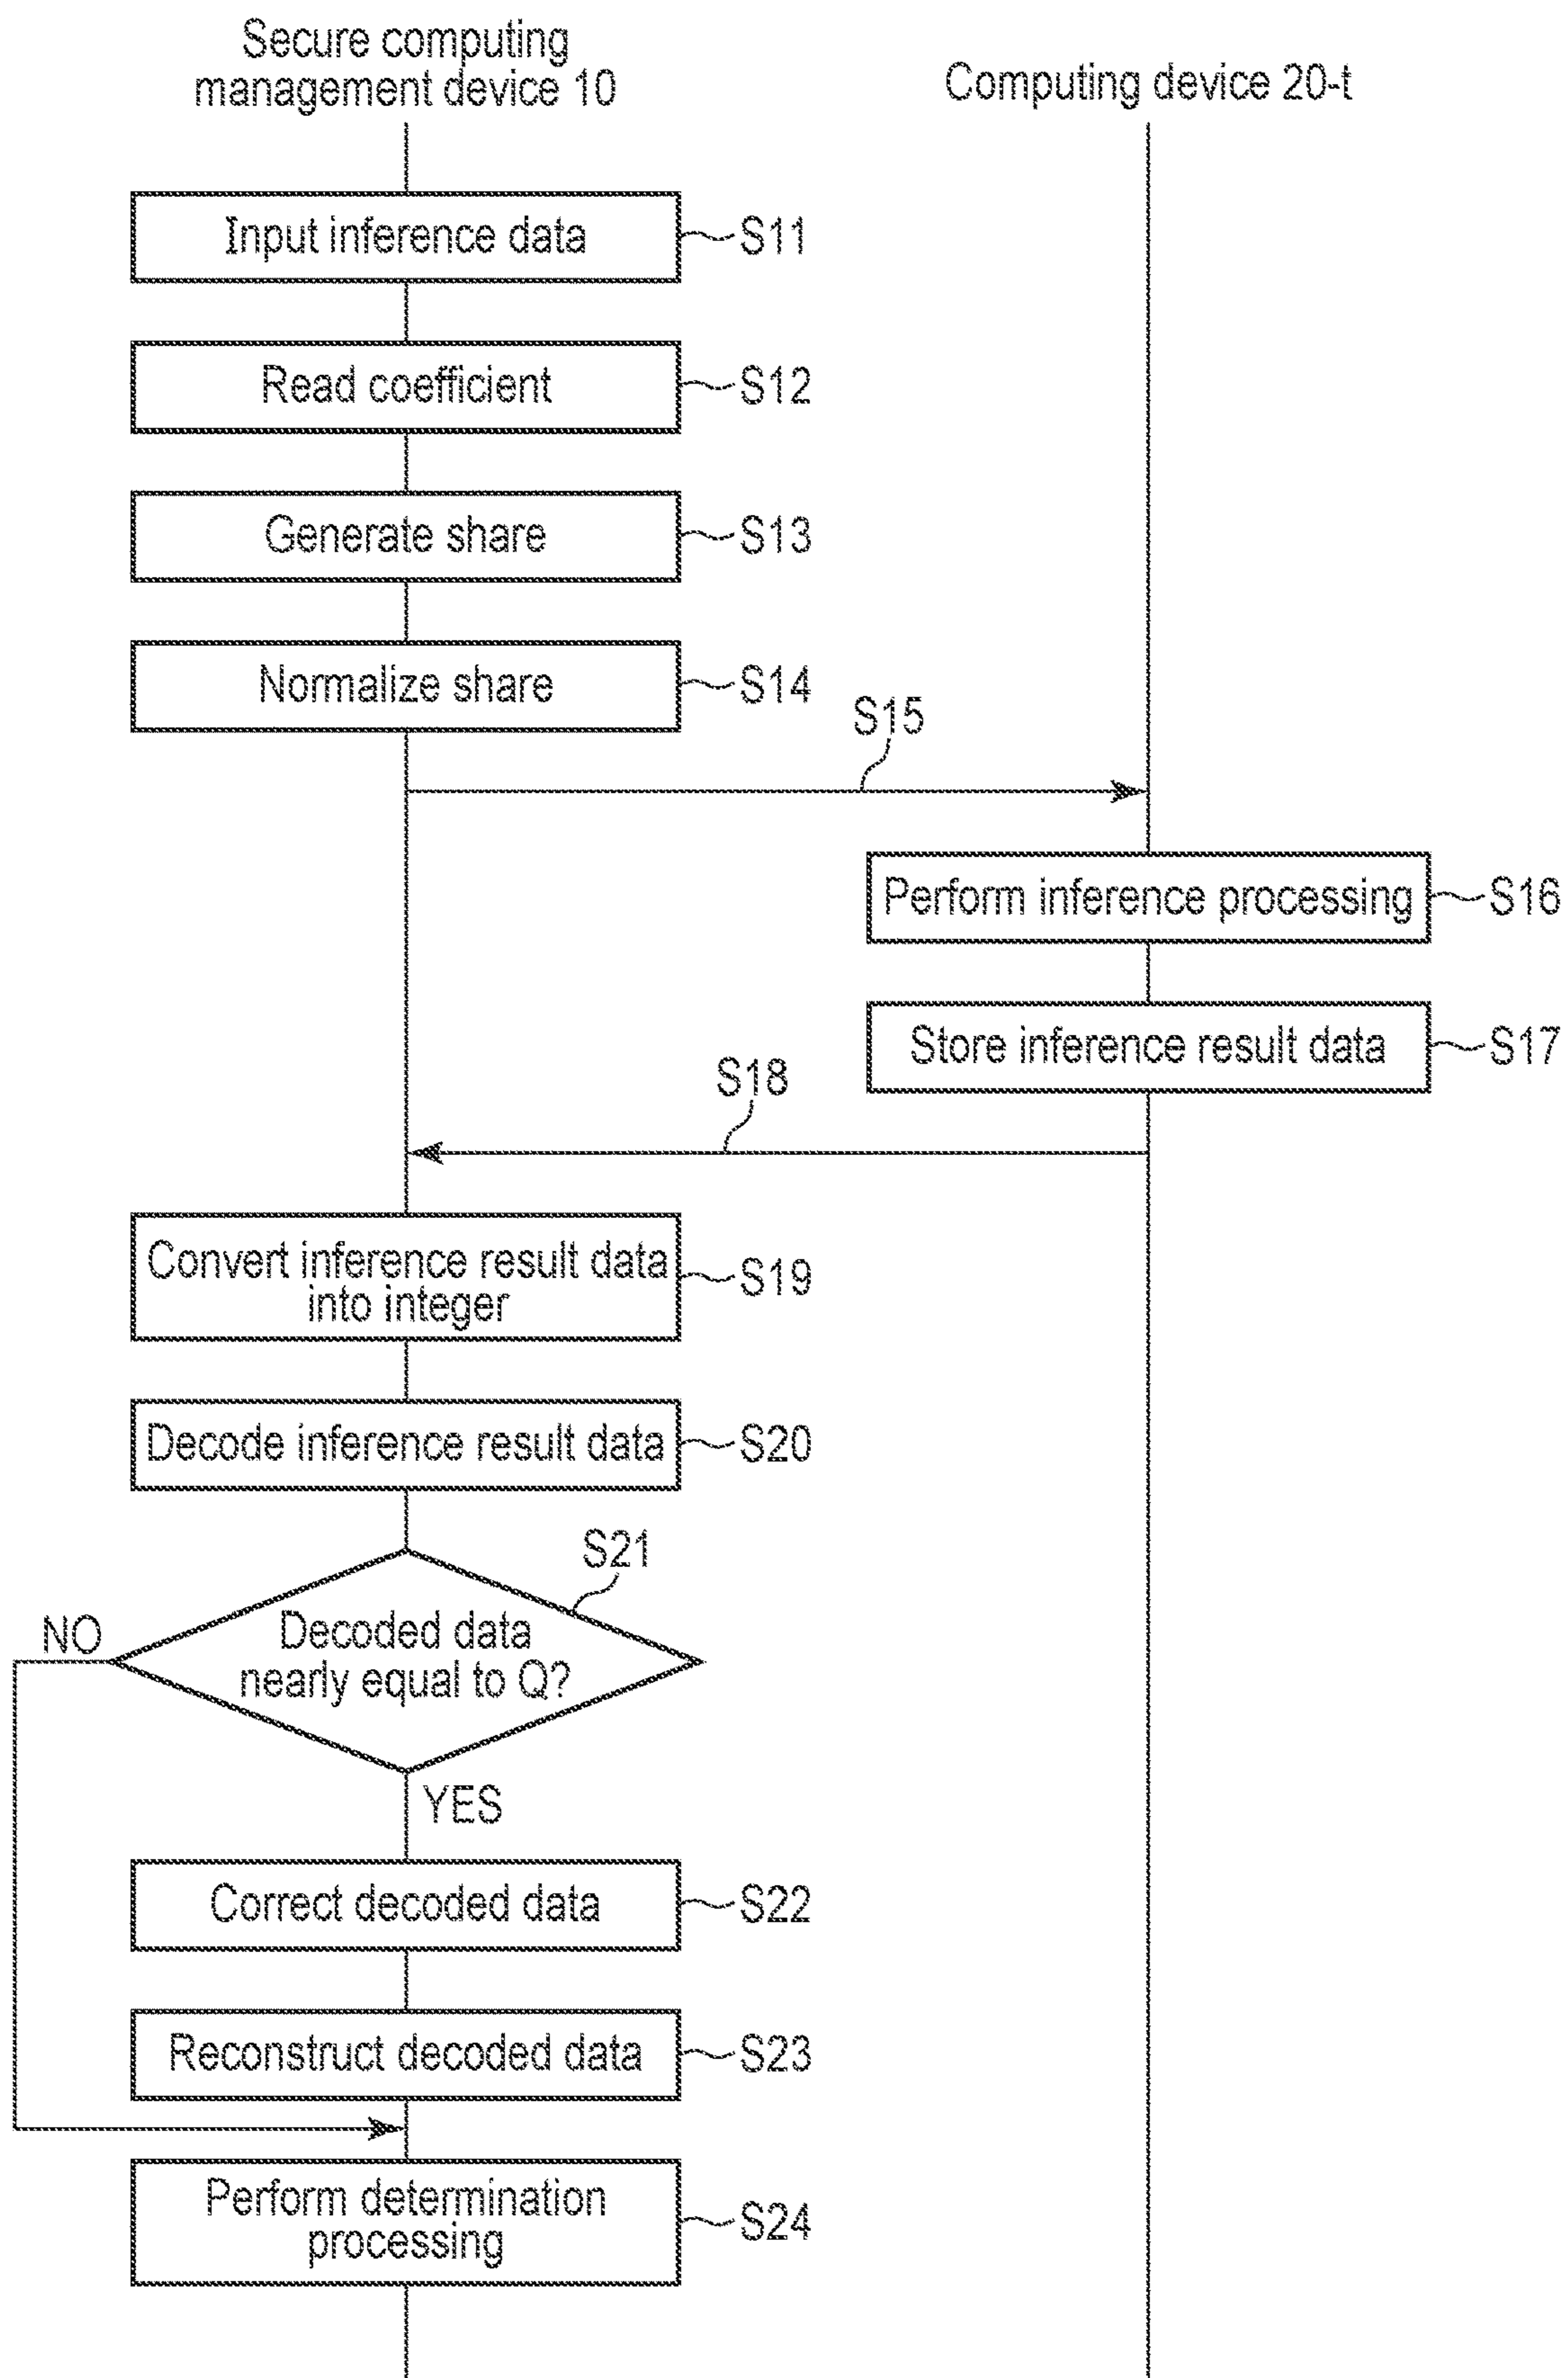 Secure computing
management device 10
Computing device 20-t
Input inference data
S11
Read coefficient
S12
Generate share
S13
Normalize share
S14
S15
Perform inference processing
S16
Store inference result data
S17
S18
Convert inference result data
into integer
S19
Decode inference result data
S20
S21
Decoded data
nearly equal to Q?
NO
YES
Correct decoded data
S22
Reconstruct decoded data
S23
Perform determination
processing
S24